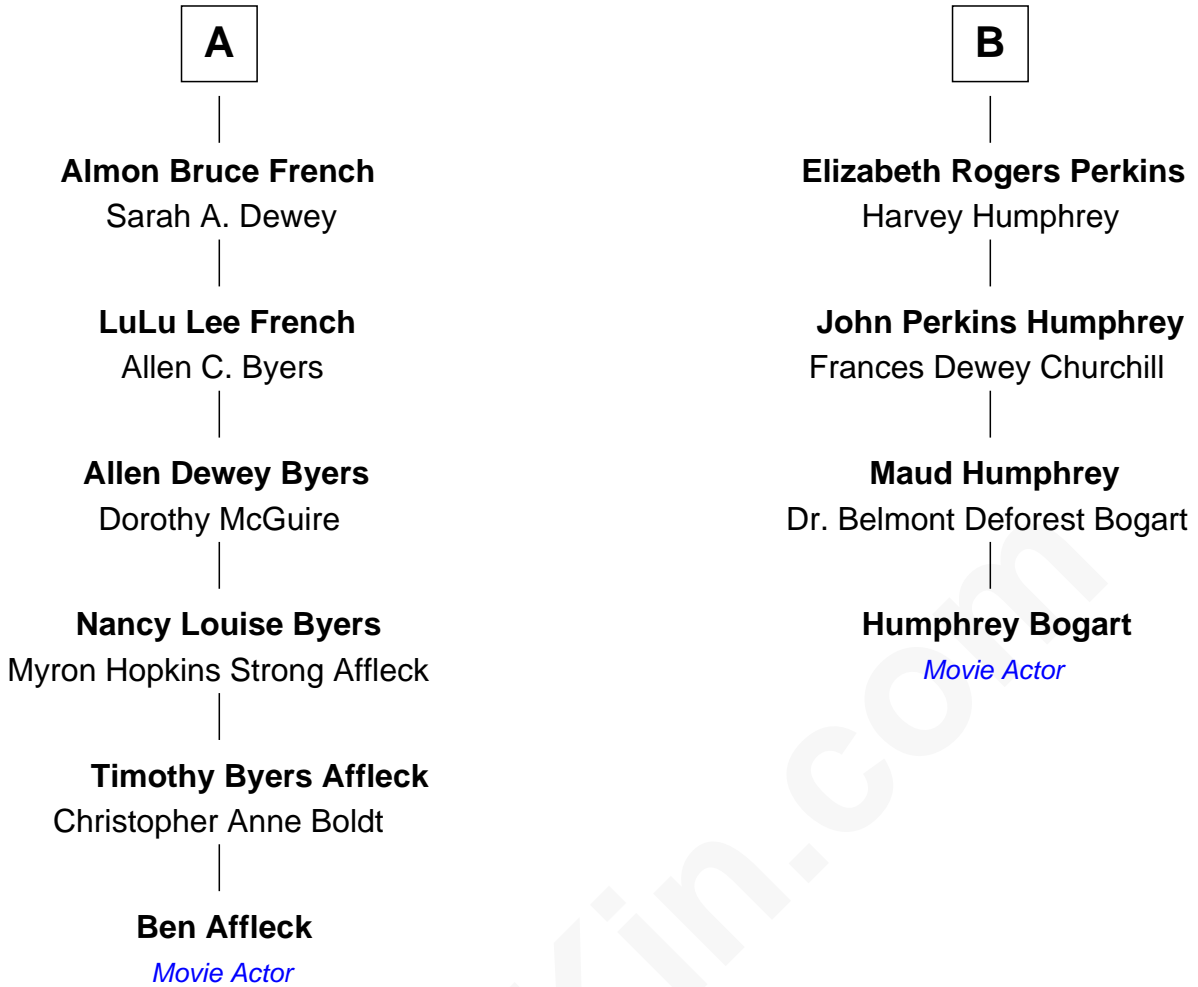 A
Almon Bruce French
Sarah A. Dewey
LuLu Lee French
Allen C. Byers
Allen Dewey Byers
Dorothy McGuire
Nancy Louise Byers
Myron Hopkins Strong Affleck
Timothy Byers Affleck
Christopher Anne Boldt
Ben Affleck
Movie Actor
B
Elizabeth Rogers Perkins
Harvey Humphrey
John Perkins Humphrey
Frances Dewey Churchill
Maud Humphrey
Dr. Belmont Deforest Bogart
Humphrey Bogart
Movie Actor